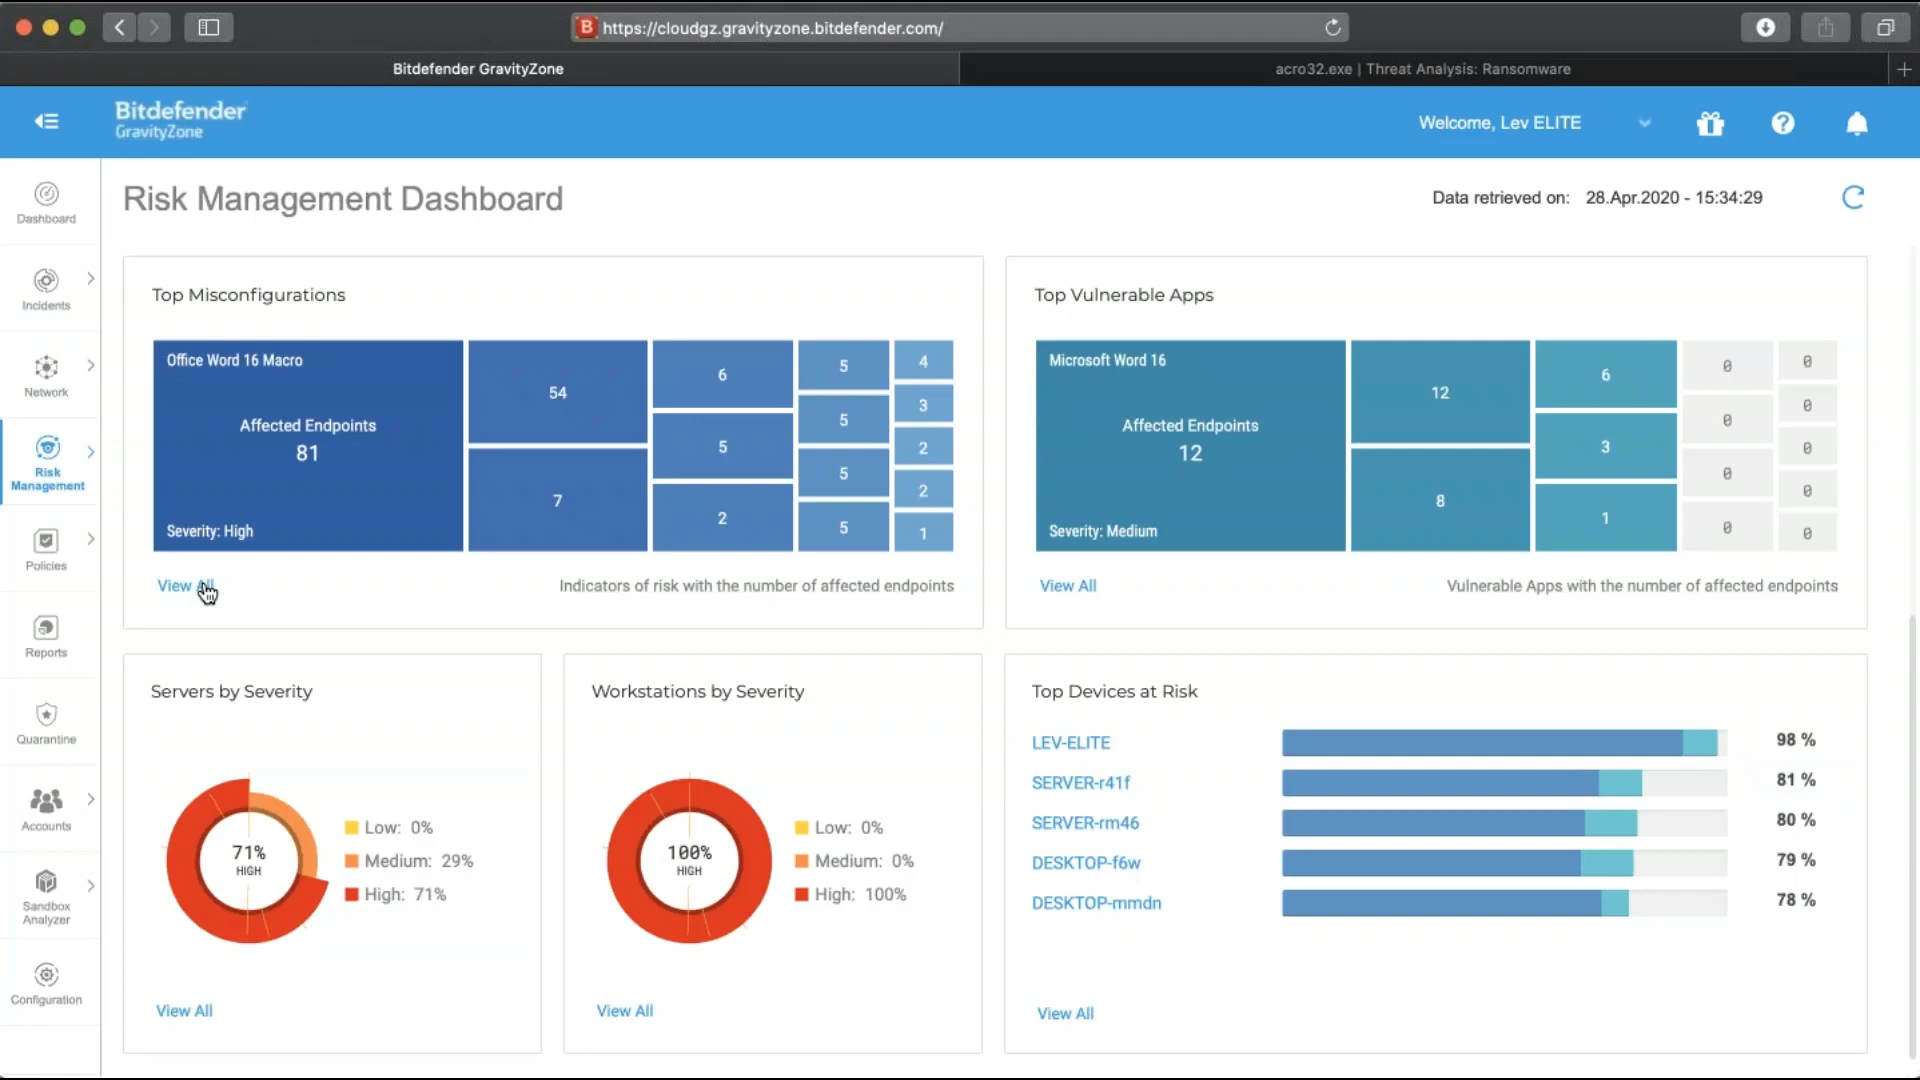 B https://cloudgz.gravityzone.bitdefender.com/
Bitdefender GravityZone
acro32.exe | Threat Analysis: Ransomware
Bitdefender
GravityZone
Welcome, Lev ELITE
?
Risk Management Dashboard
Data retrieved on: 28.Apr.2020 - 15:34:29
Dashboard
Incidents
Network
Risk
Management
Policies
Reports
Quarantine
Accounts
Sandbox
Analyzer
Configuration
Top Misconfigurations
Office Word 16 Macro
Affected Endpoints
81
Severity: High
54
7
6
5
2
5
5
5
5
4
3
2
2
1
View All
Indicators of risk with the number of affected endpoints
Top Vulnerable Apps
Microsoft Word 16
Affected Endpoints
12
Severity: Medium
12
8
6
3
1
0
0
0
0
0
0
0
0
0
View All
Vulnerable Apps with the number of affected endpoints
Servers by Severity
71%
HIGH
Low: 0%
Medium: 29%
High: 71%
View All
Workstations by Severity
100%
HIGH
Low: 0%
Medium: 0%
High: 100%
View All
Top Devices at Risk
LEV-ELITE 98 %
SERVER-r41f 81 %
SERVER-rm46 80 %
DESKTOP-f6w 79 %
DESKTOP-mmdn 78 %
View All